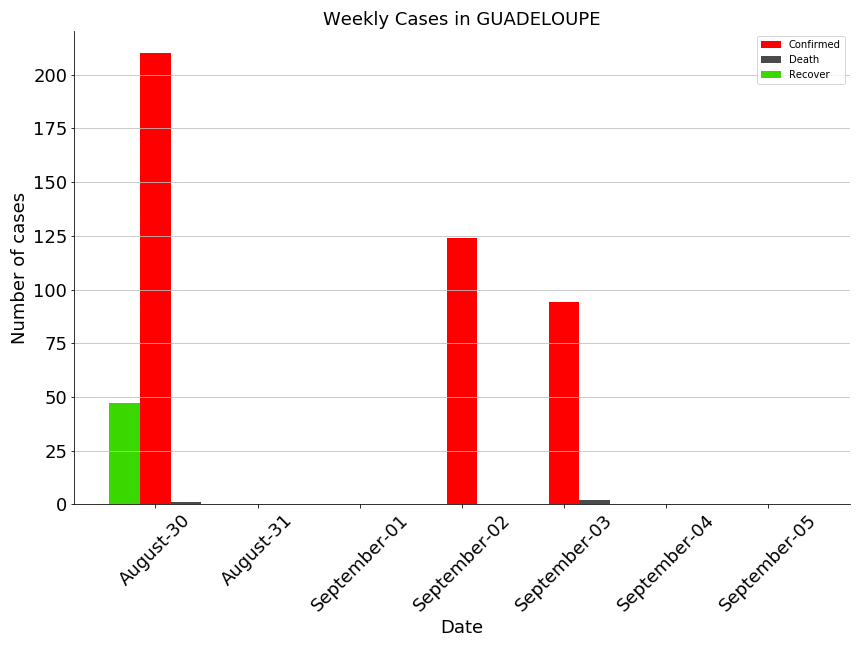 Weekly Cases in GUADELOUPE
Confirmed
Death
Recover
Number of cases
200
175
150
125
100
75
50
25
0
August-30
August-31
September-01
September-02
September-03
September-04
September-05
Date